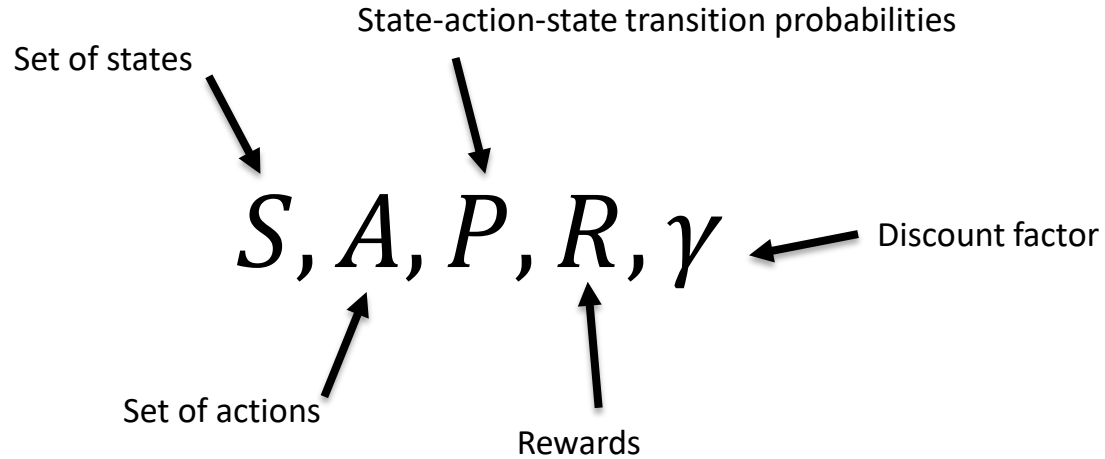 State-action-state transition probabilities
Set of states
S, A, P, R, γ
Discount factor
Set of actions
Rewards